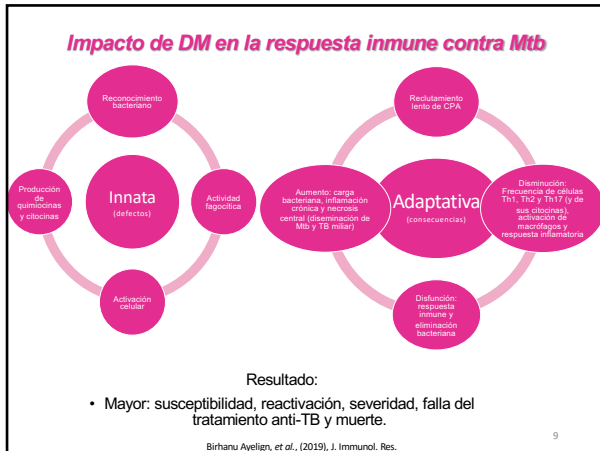 Impacto de DM en la respuesta inmune contra Mtb
Reconocimiento
bacteriano
Producción
de
quimiocinas
y citocinas
Innata
(defectos)
Actividad
fagocítica
Activación
celular
Reclutamiento
lento de CPA
Aumento: carga
bacteriana, inflamación
crónica y necrosis
central (diseminación de
Mtb y TB miliar)
Adaptativa
(consecuencias)
Disminución:
Frecuencia de células
Th1, Th2 y Th17 (y de
sus citocinas),
activación de
macrófagos y
respuesta inflamatoria
Disfunción:
respuesta
inmune y
eliminación
bacteriana
Resultado:
• Mayor: susceptibilidad, reactivación, severidad, falla del
tratamiento anti-TB y muerte.
Birhanu Ayelign, et al., (2019), J. Immunol. Res.
9